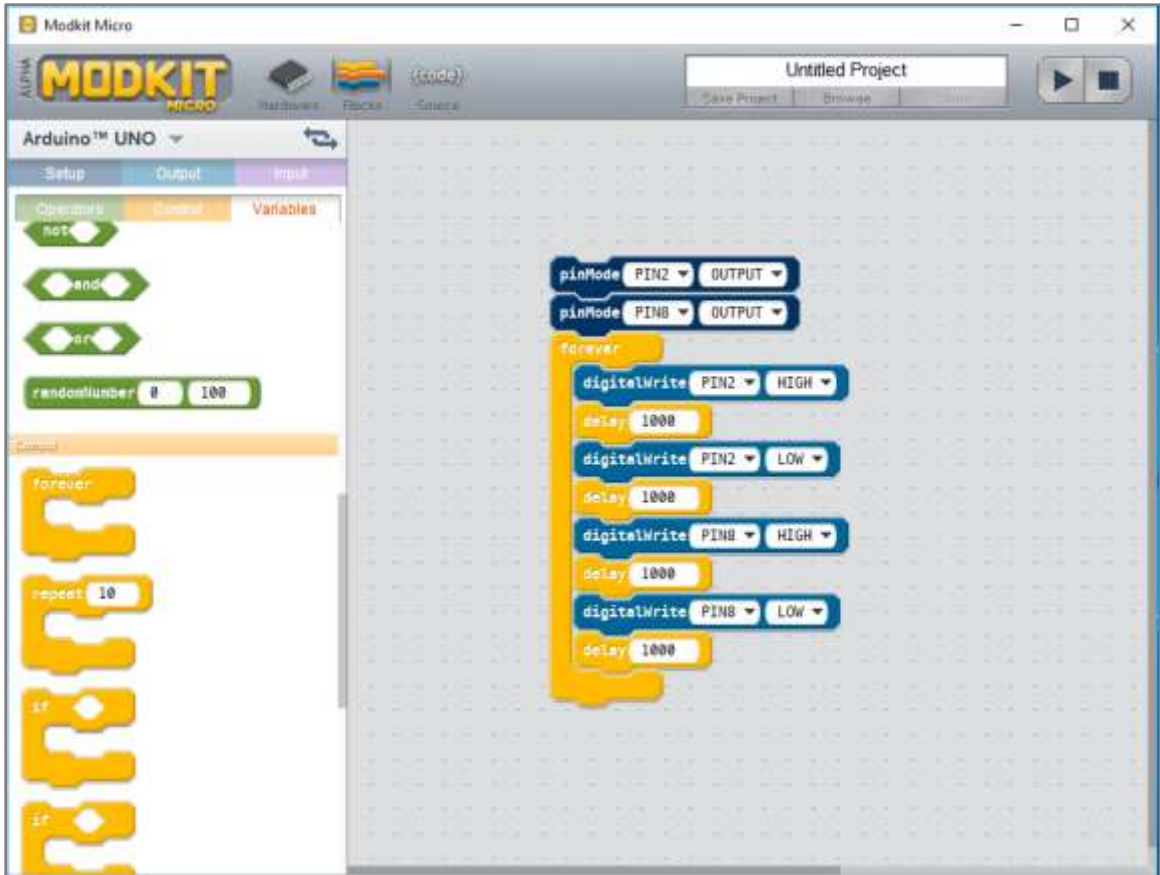 Modkit Micro
ALPHA
MODKIT
MICRO
Hardware Blocks {code} Source
Untitled Project
Save Project Browse
Arduino™ UNO
Setup Output Input
Operators Control Variables
not
and
or
randomNumber 0 100
Control
forever
repeat 10
if
if
pinMode PIN2 OUTPUT
pinMode PIN8 OUTPUT
forever
digitalWrite PIN2 HIGH
delay 1000
digitalWrite PIN2 LOW
delay 1000
digitalWrite PIN8 HIGH
delay 1000
digitalWrite PIN8 LOW
delay 1000